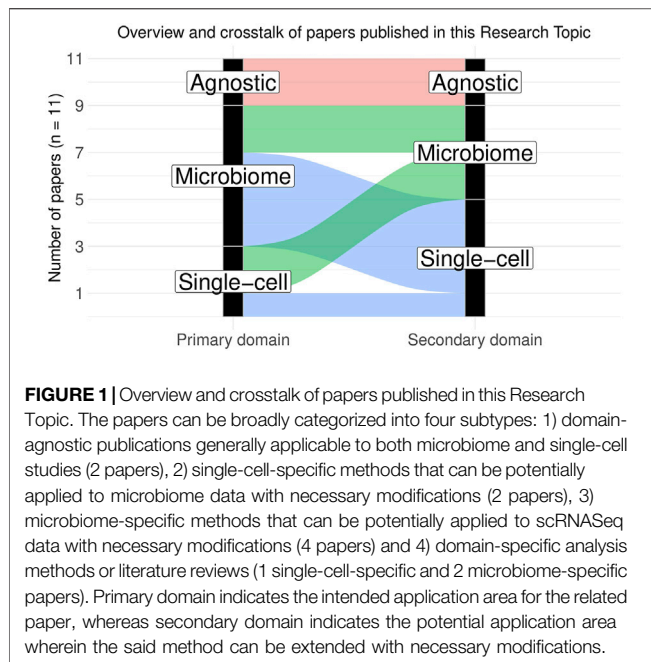 Overview and crosstalk of papers published in this Research Topic
Number of papers (n = 11)
11
9
7
5
3
1
Agnostic
Agnostic
Microbiome
Microbiome
Single−cell
Single−cell
Primary domain
Secondary domain
FIGURE 1 | Overview and crosstalk of papers published in this Research
Topic. The papers can be broadly categorized into four subtypes: 1) domain-
agnostic publications generally applicable to both microbiome and single-cell
studies (2 papers), 2) single-cell-specific methods that can be potentially
applied to microbiome data with necessary modifications (2 papers), 3)
microbiome-specific methods that can be potentially applied to scRNASeq
data with necessary modifications (4 papers) and 4) domain-specific analysis
methods or literature reviews (1 single-cell-specific and 2 microbiome-specific
papers). Primary domain indicates the intended application area for the related
paper, whereas secondary domain indicates the potential application area
wherein the said method can be extended with necessary modifications.